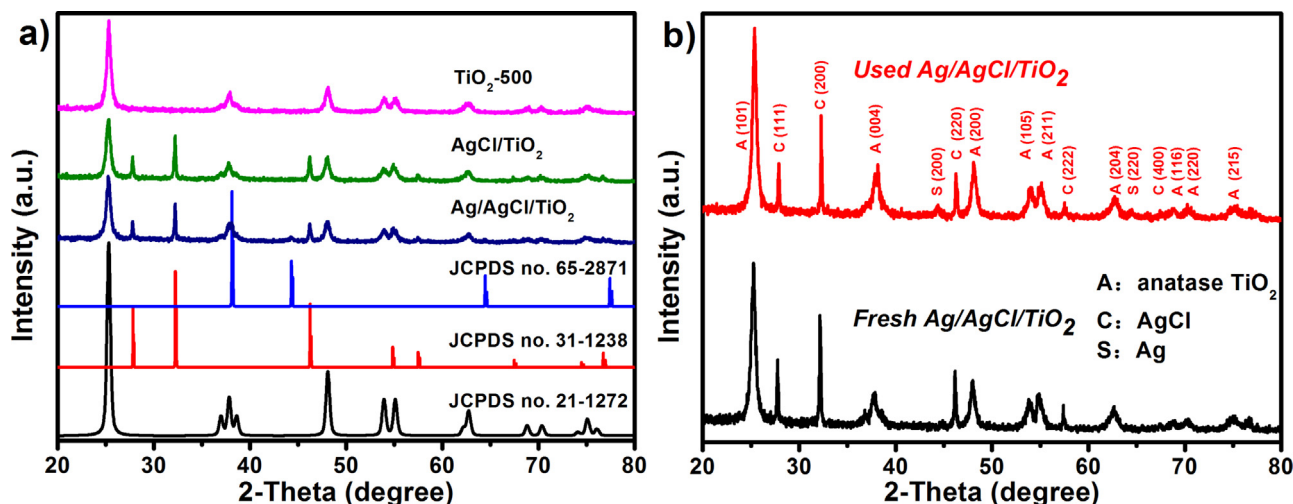 a)
TiO2-500
AgCl/TiO2
Ag/AgCl/TiO2
JCPDS no. 65-2871
JCPDS no. 31-1238
JCPDS no. 21-1272
Intensity (a.u.)
20 30 40 50 60 70 80
2-Theta (degree)
b)
Used Ag/AgCl/TiO2
A (101)
C (111)
C (200)
A (004)
S (200)
C (220)
A (200)
A (105)
A (211)
C (222)
A (204)
S (220)
C (400)
A (116)
A (220)
A (215)
Fresh Ag/AgCl/TiO2
A: anatase TiO2
C: AgCl
S: Ag
Intensity (a.u.)
20 30 40 50 60 70 80
2-Theta (degree)